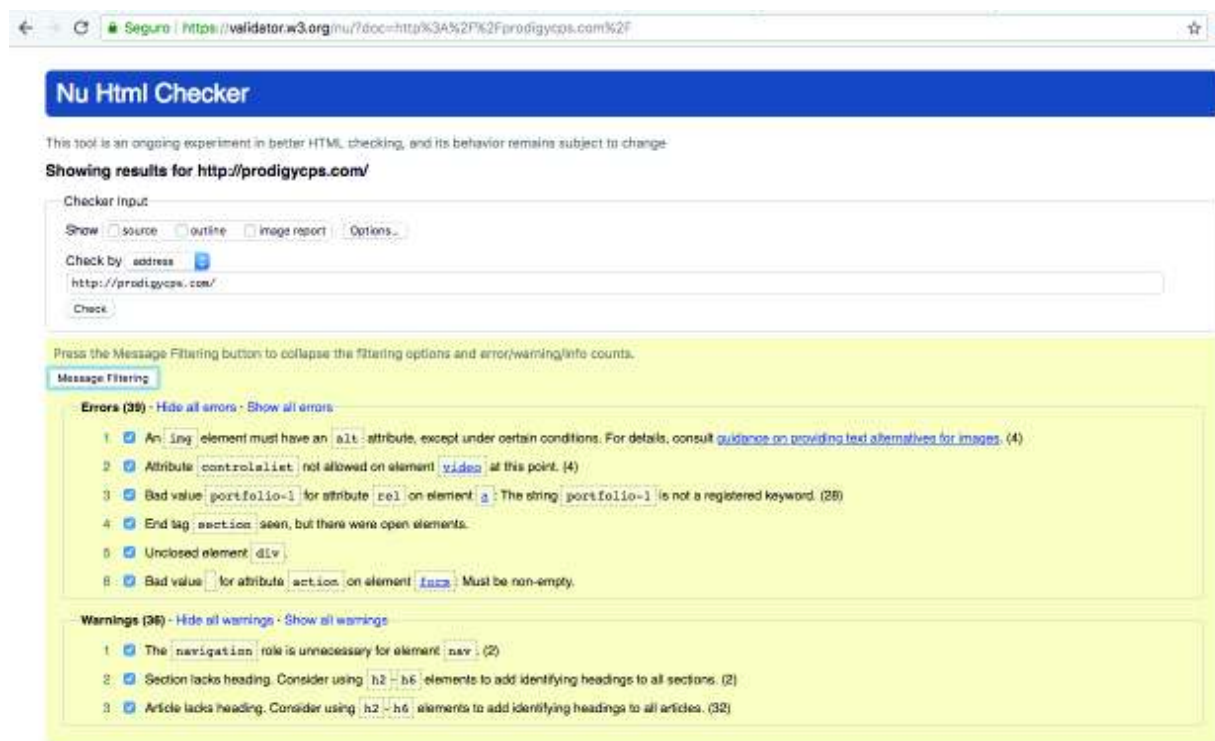 Seguro | https://validator.w3.org/nu/?doc=http%3A%2F%2Fprodigycps.com%2F
Nu Html Checker
This tool is an ongoing experiment in better HTML checking, and its behavior remains subject to change
Showing results for http://prodigycps.com/
Checker Input
Show source outline image report Options...
Check by address
http://prodigycps.com/
Check
Press the Message Filtering button to collapse the filtering options and error/warning/info counts.
Message Filtering
Errors (39) · Hide all errors · Show all errors
1 An img element must have an alt attribute, except under certain conditions. For details, consult guidance on providing text alternatives for images. (4)
2 Attribute controlslist not allowed on element video at this point. (4)
3 Bad value portfolio-1 for attribute rel on element a: The string portfolio-1 is not a registered keyword. (28)
4 End tag section seen, but there were open elements.
5 Unclosed element div.
6 Bad value for attribute action on element form: Must be non-empty.
Warnings (36) · Hide all warnings · Show all warnings
1 The navigation role is unnecessary for element nav. (2)
2 Section lacks heading. Consider using h2-h6 elements to add identifying headings to all sections. (2)
3 Article lacks heading. Consider using h2-h6 elements to add identifying headings to all articles. (32)